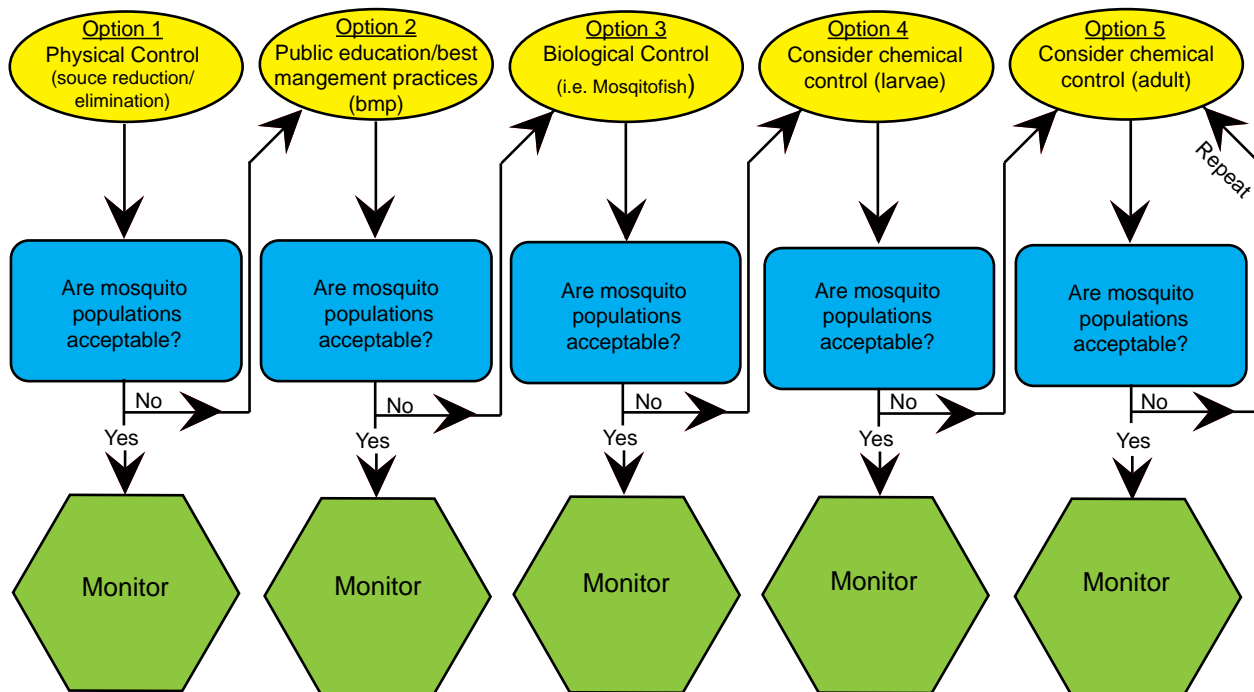 Option 1
Physical Control
(souce reduction/
elimination)
Are mosquito
populations
acceptable?
No
Yes
Monitor
Option 2
Public education/best
mangement practices
(bmp)
Are mosquito
populations
acceptable?
No
Yes
Monitor
Option 3
Biological Control
(i.e. Mosqitofish)
Are mosquito
populations
acceptable?
No
Yes
Monitor
Option 4
Consider chemical
control (larvae)
Are mosquito
populations
acceptable?
No
Yes
Monitor
Option 5
Consider chemical
control (adult)
Repeat
Are mosquito
populations
acceptable?
No
Yes
Monitor